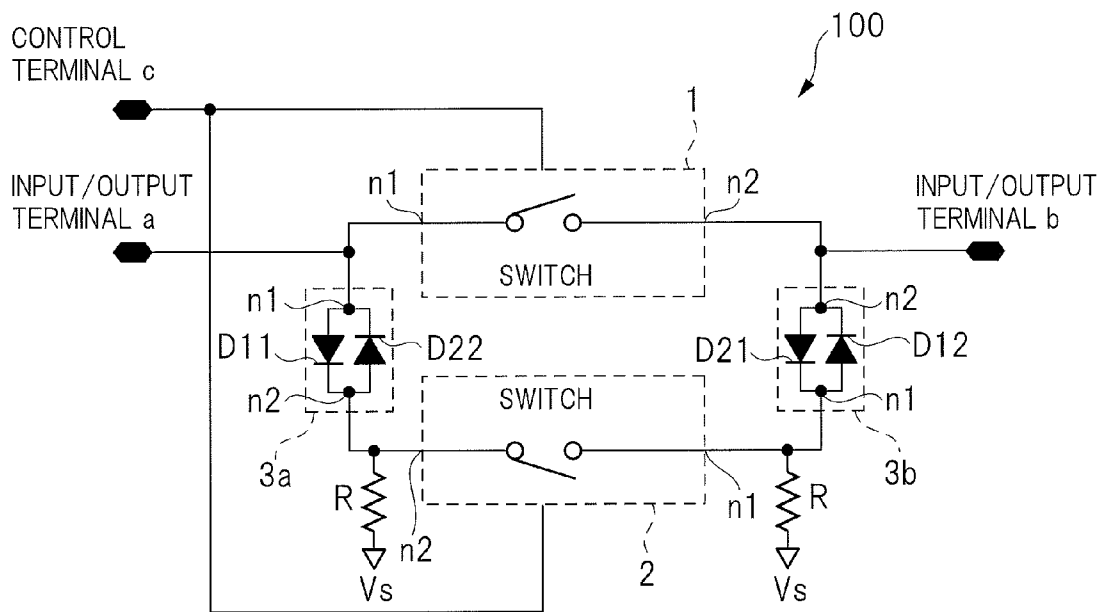 100
CONTROL
TERMINAL c
1
INPUT/OUTPUT
TERMINAL a
n1
n2
INPUT/OUTPUT
TERMINAL b
SWITCH
n1
n2
D11
D22
D21
D12
n2
SWITCH
n1
3a
3b
R
n2
n1
R
Vs
2
Vs